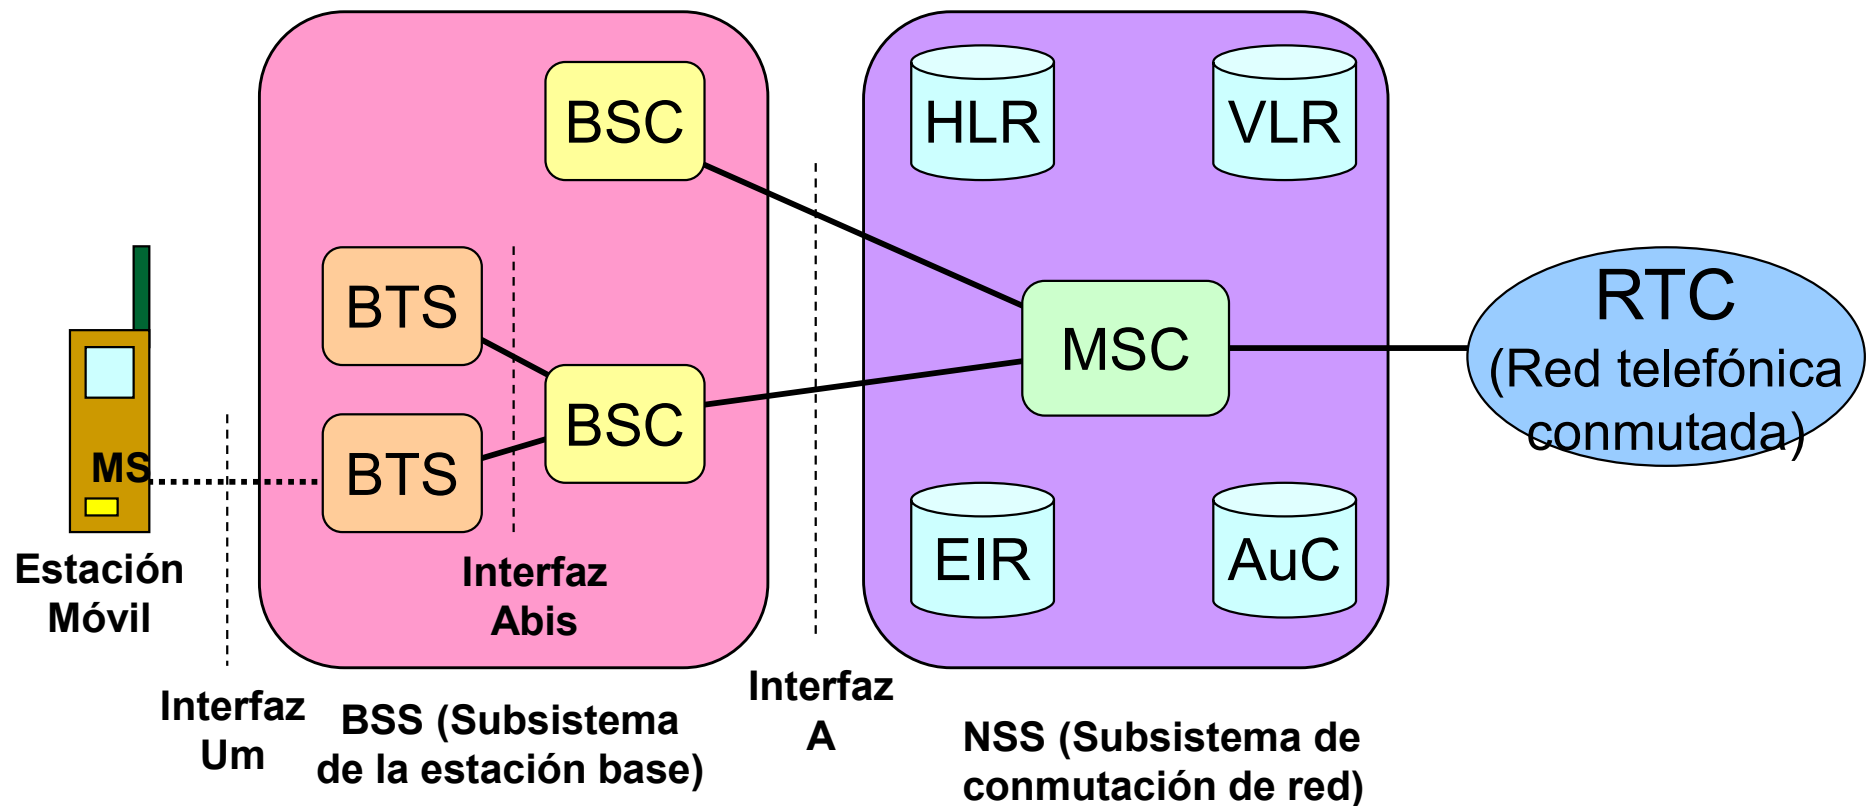 BSC
HLR
VLR
BTS
MSC
RTC
(Red telefónica
conmutada)
BSC
MS
BTS
EIR
AuC
Estación
Móvil
Interfaz
Abis
Interfaz
Um
BSS (Subsistema
de la estación base)
Interfaz
A
NSS (Subsistema de
conmutación de red)